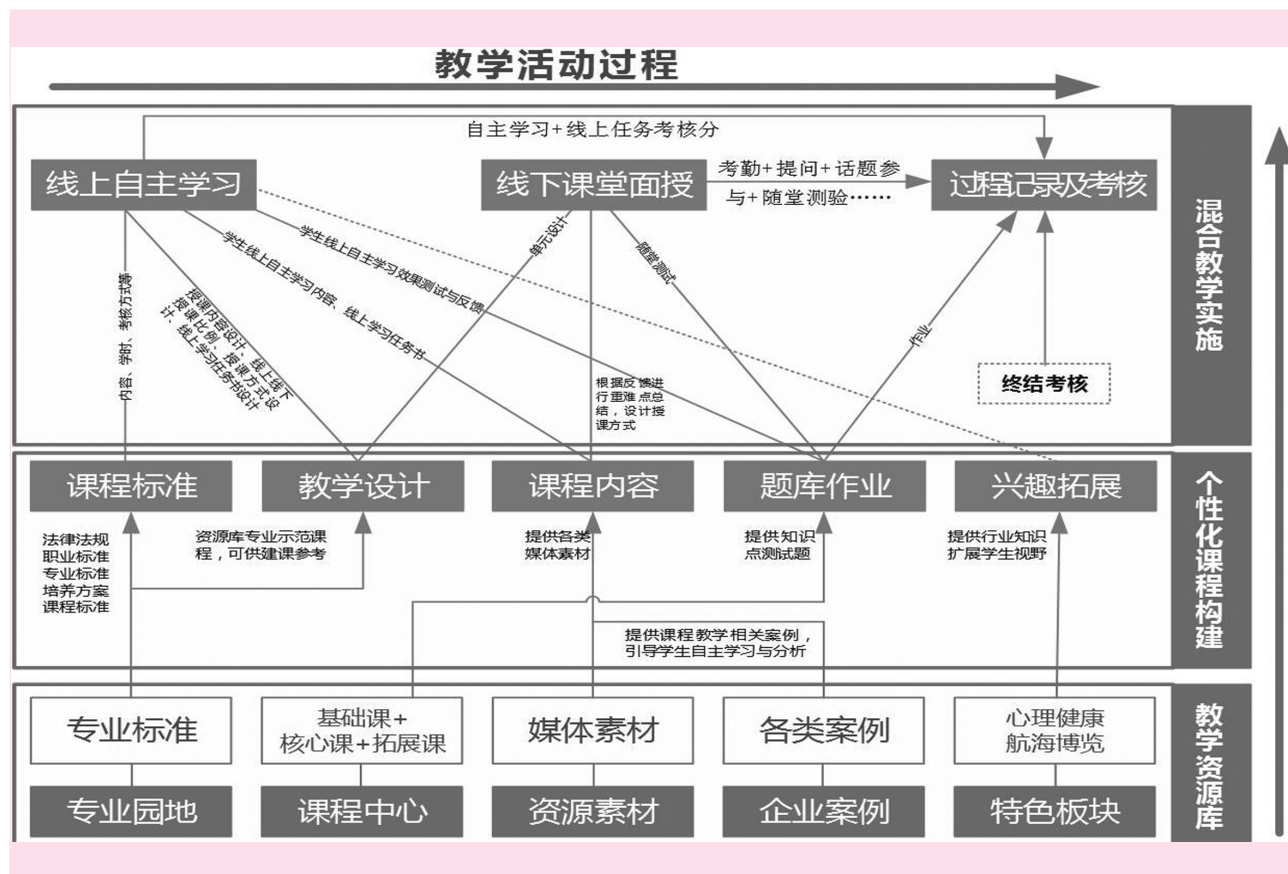 教学活动过程
自主学习+线上任务考核分
线上自主学习
线下课堂面授
考勤+提问+话题参
与+随堂测验……
过程记录及考核
混合教学实施
内容、学时、考核方式等
授课内容设计、线上线下
授课比例、授课方式设
计、线上学习任务书设计
学生线上自主学习内容、线上学习任务书
学生线上自主学习效果测试与反馈
单元设计
随堂测试
作业
根据反馈进
行重难点总
结，设计授
课方式
终结考核
课程标准
教学设计
课程内容
题库作业
兴趣拓展
个性化课程构建
法律法规
职业标准
专业标准
培养方案
课程标准
资源库专业示范课
程，可供建课参考
提供各类
媒体素材
提供知识
点测试题
提供行业知识
扩展学生视野
提供课程教学相关案例，
引导学生自主学习与分析
专业标准
基础课+
核心课+拓展课
媒体素材
各类案例
心理健康
航海博览
教学资源库
专业园地
课程中心
资源素材
企业案例
特色板块